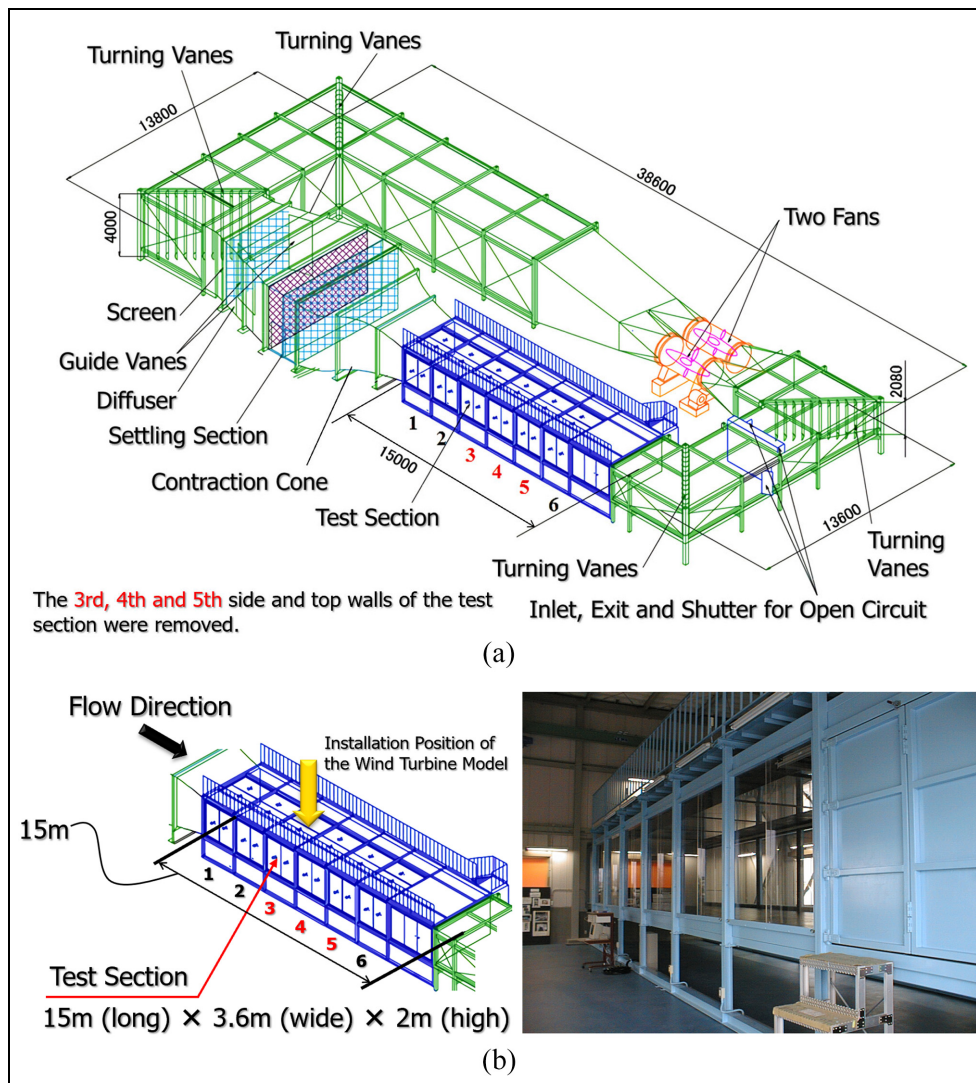 Turning Vanes
Turning Vanes
13800
38600
4000
Two Fans
Screen
Guide Vanes
Diffuser
Settling Section
Contraction Cone
Test Section
1
2
3
4
5
6
15000
2080
13600
Turning Vanes
Turning
Vanes
Inlet, Exit and Shutter for Open Circuit
The 3rd, 4th and 5th side and top walls of the test
section were removed.
(a)
Flow Direction
Installation Position of
the Wind Turbine Model
15m
1
2
3
4
5
6
Test Section
15m (long) × 3.6m (wide) × 2m (high)
(b)